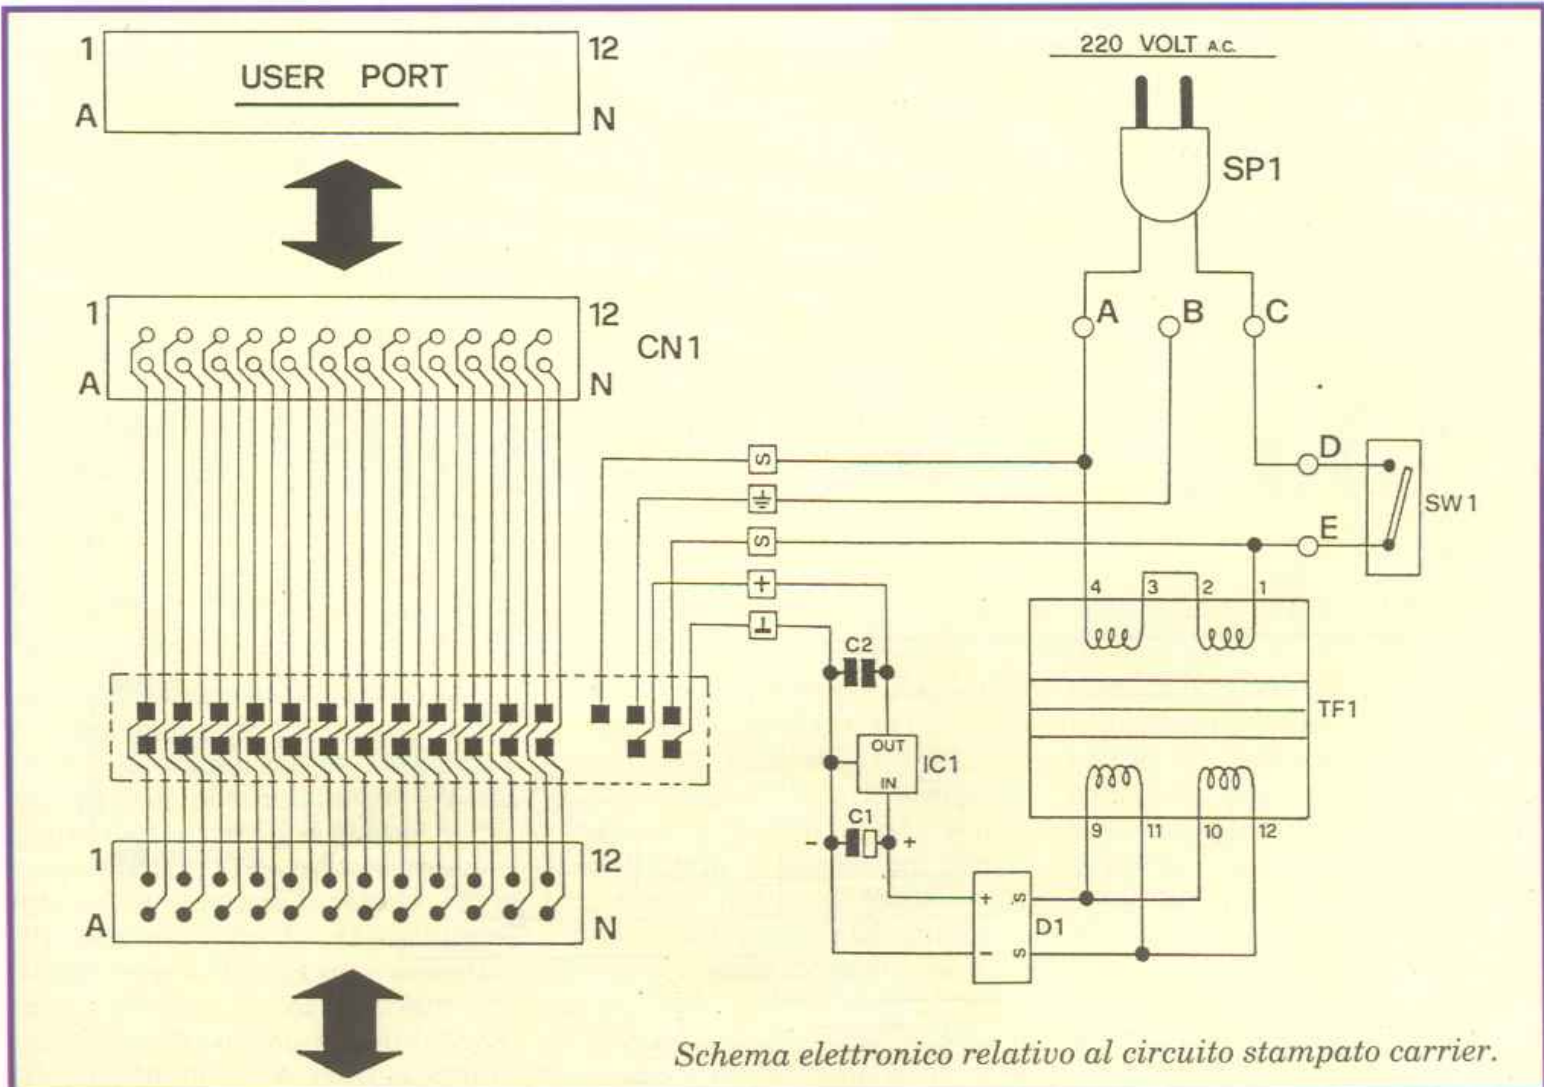 1 12
USER PORT
A N
220 VOLT A.C.
SP1
1 12
A N
CN1
A B C
S
D
⏚
SW1
S
E
+
4 3 2 1
⊥
C2
TF1
OUT
IC1
IN
C1
- +
9 11 10 12
1 12
A N
+ S
D1
- S
Schema elettronico relativo al circuito stampato carrier.